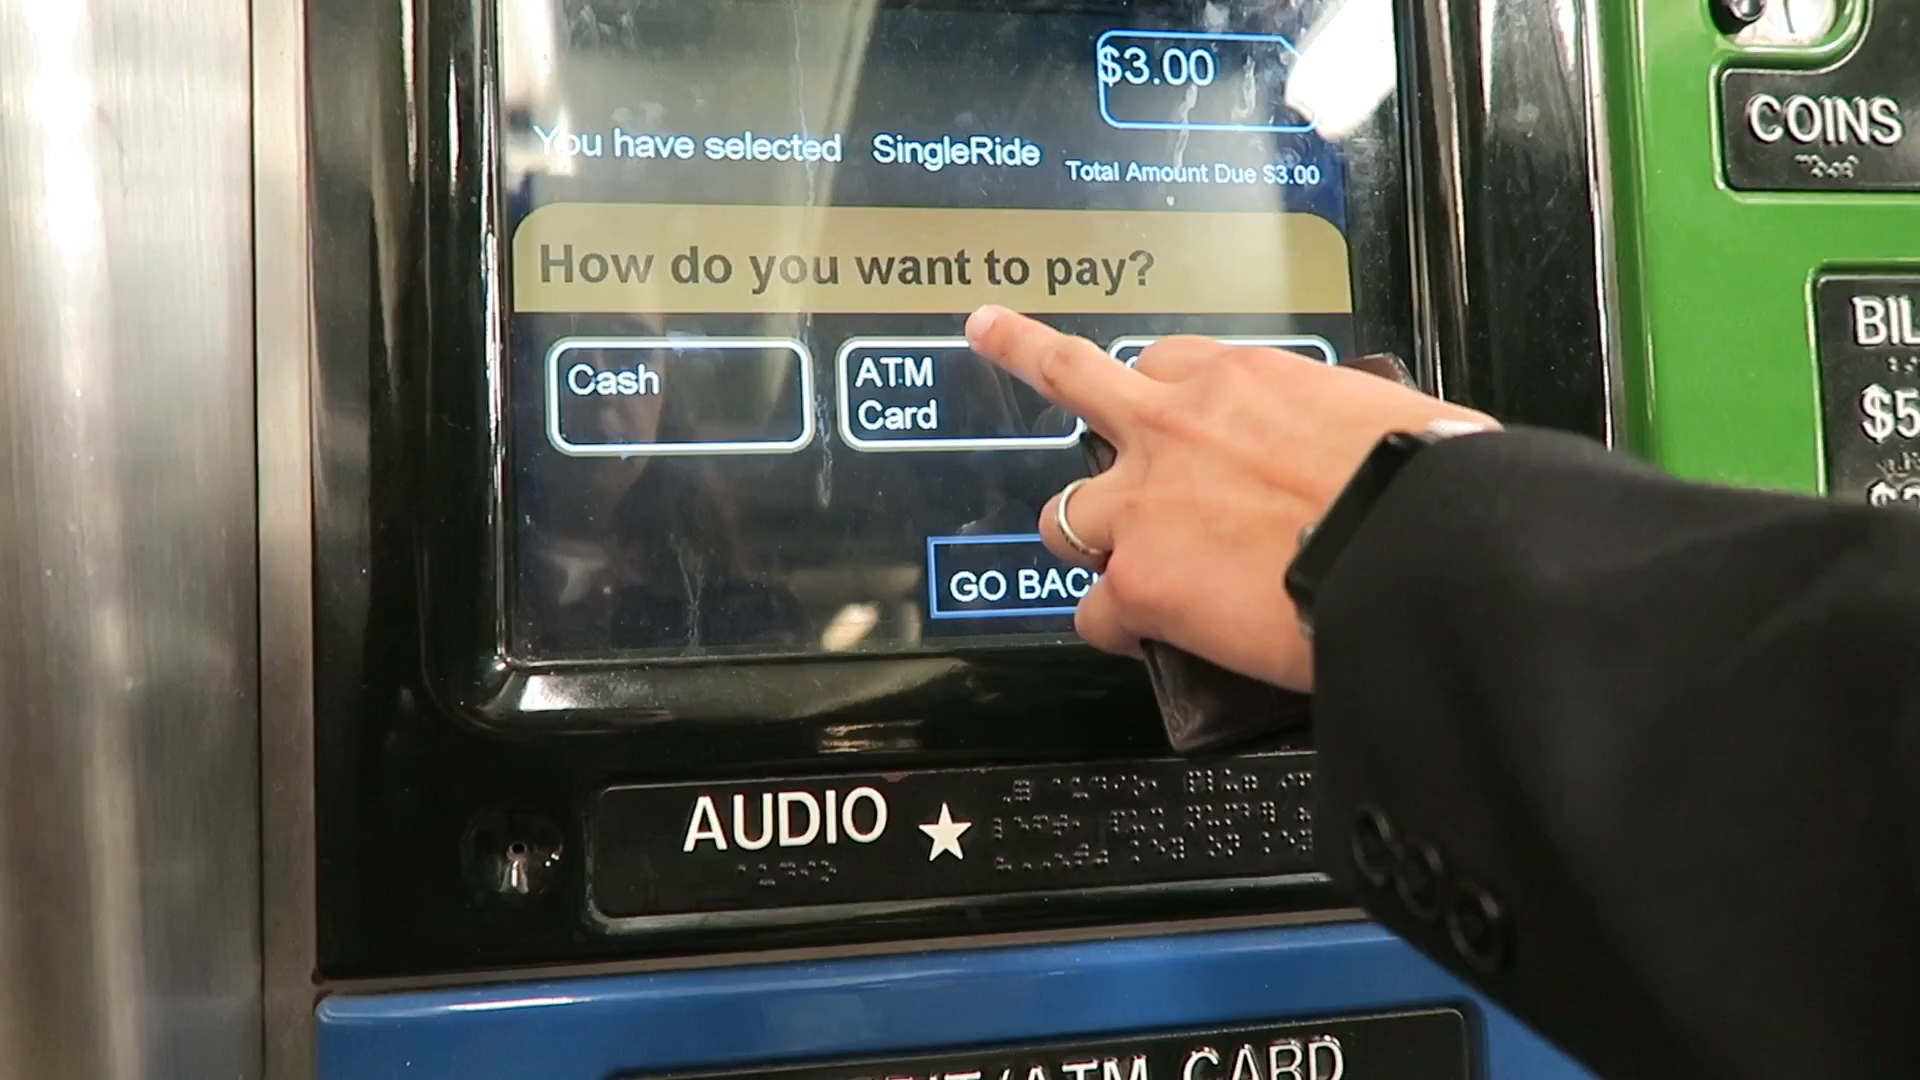 $3.00
You have selected SingleRide
Total Amount Due $3.00
How do you want to pay?
Cash
ATM
Card
GO BAC
AUDIO
COINS
BIL
$5
/ATM CARD